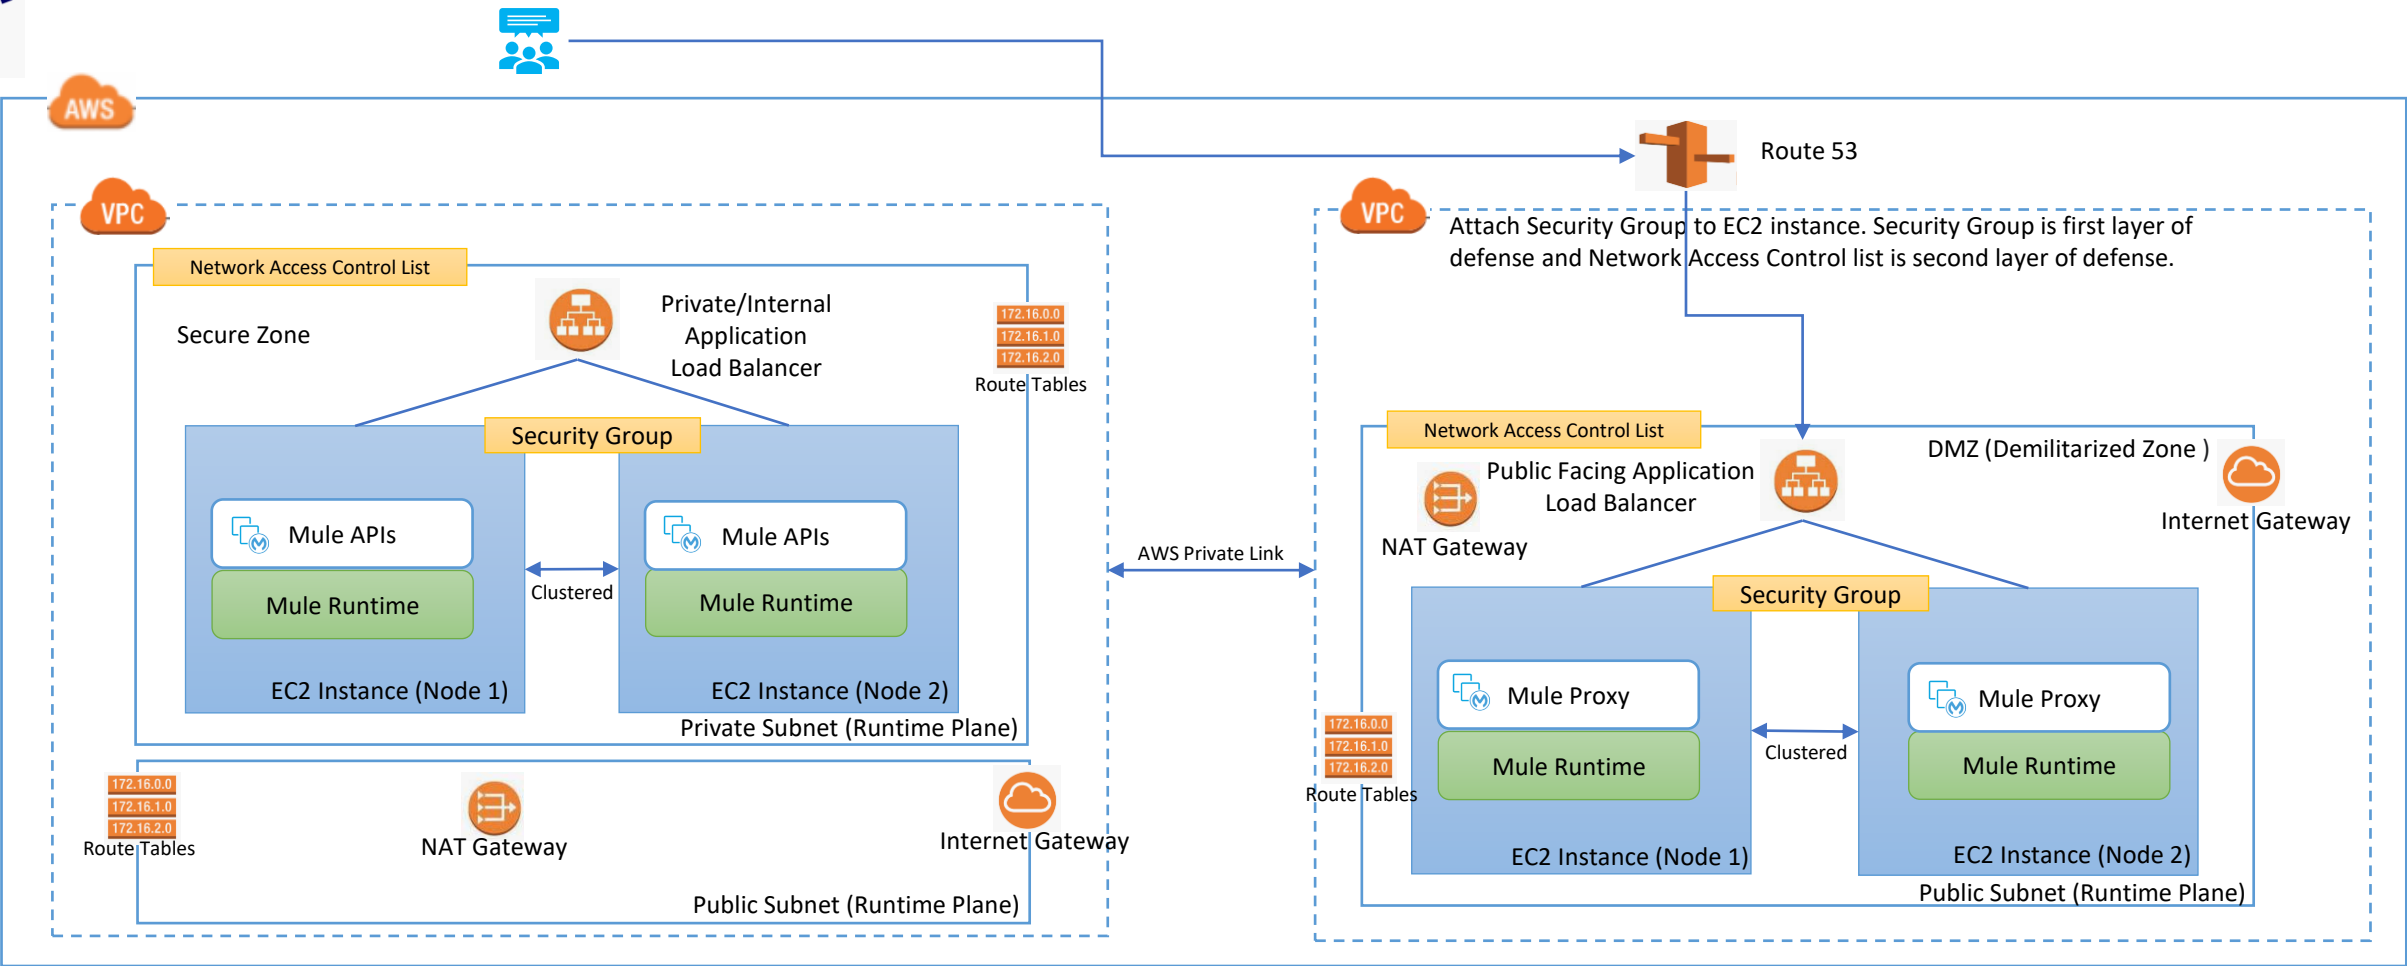 AWS
Route 53
VPC
Network Access Control List
Secure Zone
Private/Internal
Application
Load Balancer
172.16.0.0
172.16.1.0
172.16.2.0
Route Tables
Security Group
Mule APIs
Mule Runtime
EC2 Instance (Node 1)
Clustered
Mule APIs
Mule Runtime
EC2 Instance (Node 2)
Private Subnet (Runtime Plane)
172.16.0.0
172.16.1.0
172.16.2.0
Route Tables
NAT Gateway
Internet Gateway
Public Subnet (Runtime Plane)
AWS Private Link
VPC
Attach Security Group to EC2 instance. Security Group is first layer of
defense and Network Access Control list is second layer of defense.
Network Access Control List
DMZ (Demilitarized Zone )
NAT Gateway
Public Facing Application
Load Balancer
Internet Gateway
Security Group
Mule Proxy
Mule Runtime
EC2 Instance (Node 1)
Clustered
Mule Proxy
Mule Runtime
EC2 Instance (Node 2)
172.16.0.0
172.16.1.0
172.16.2.0
Route Tables
Public Subnet (Runtime Plane)